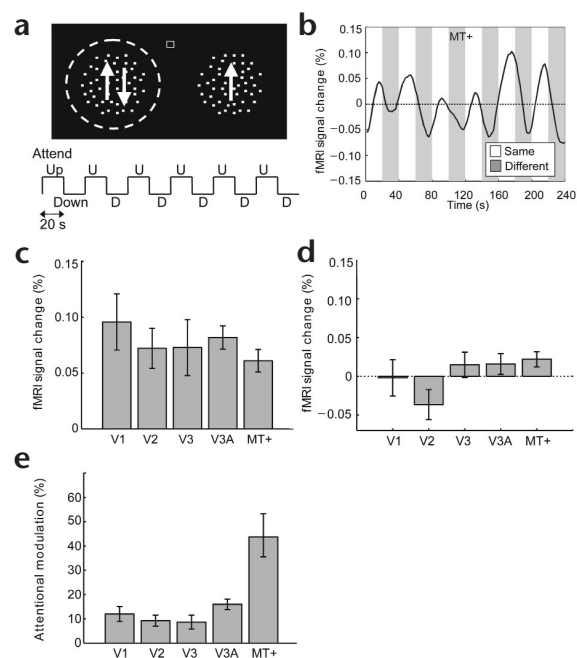 a
Attend
Up U U U U U
Down D D D D D
20 s
b
MT+
fMRI signal change (%)
0.15
0.10
0.05
0
−0.05
−0.10
−0.15
Same
Different
0 40 80 120 160 200 240
Time (s)
c
fMRI signal change (%)
0.15
0.10
0.05
0
V1 V2 V3 V3A MT+
d
fMRI signal change (%)
0.15
0.10
0.05
0
−0.05
V1 V2 V3 V3A MT+
e
Attentional modulation (%)
60
50
40
30
20
10
0
V1 V2 V3 V3A MT+